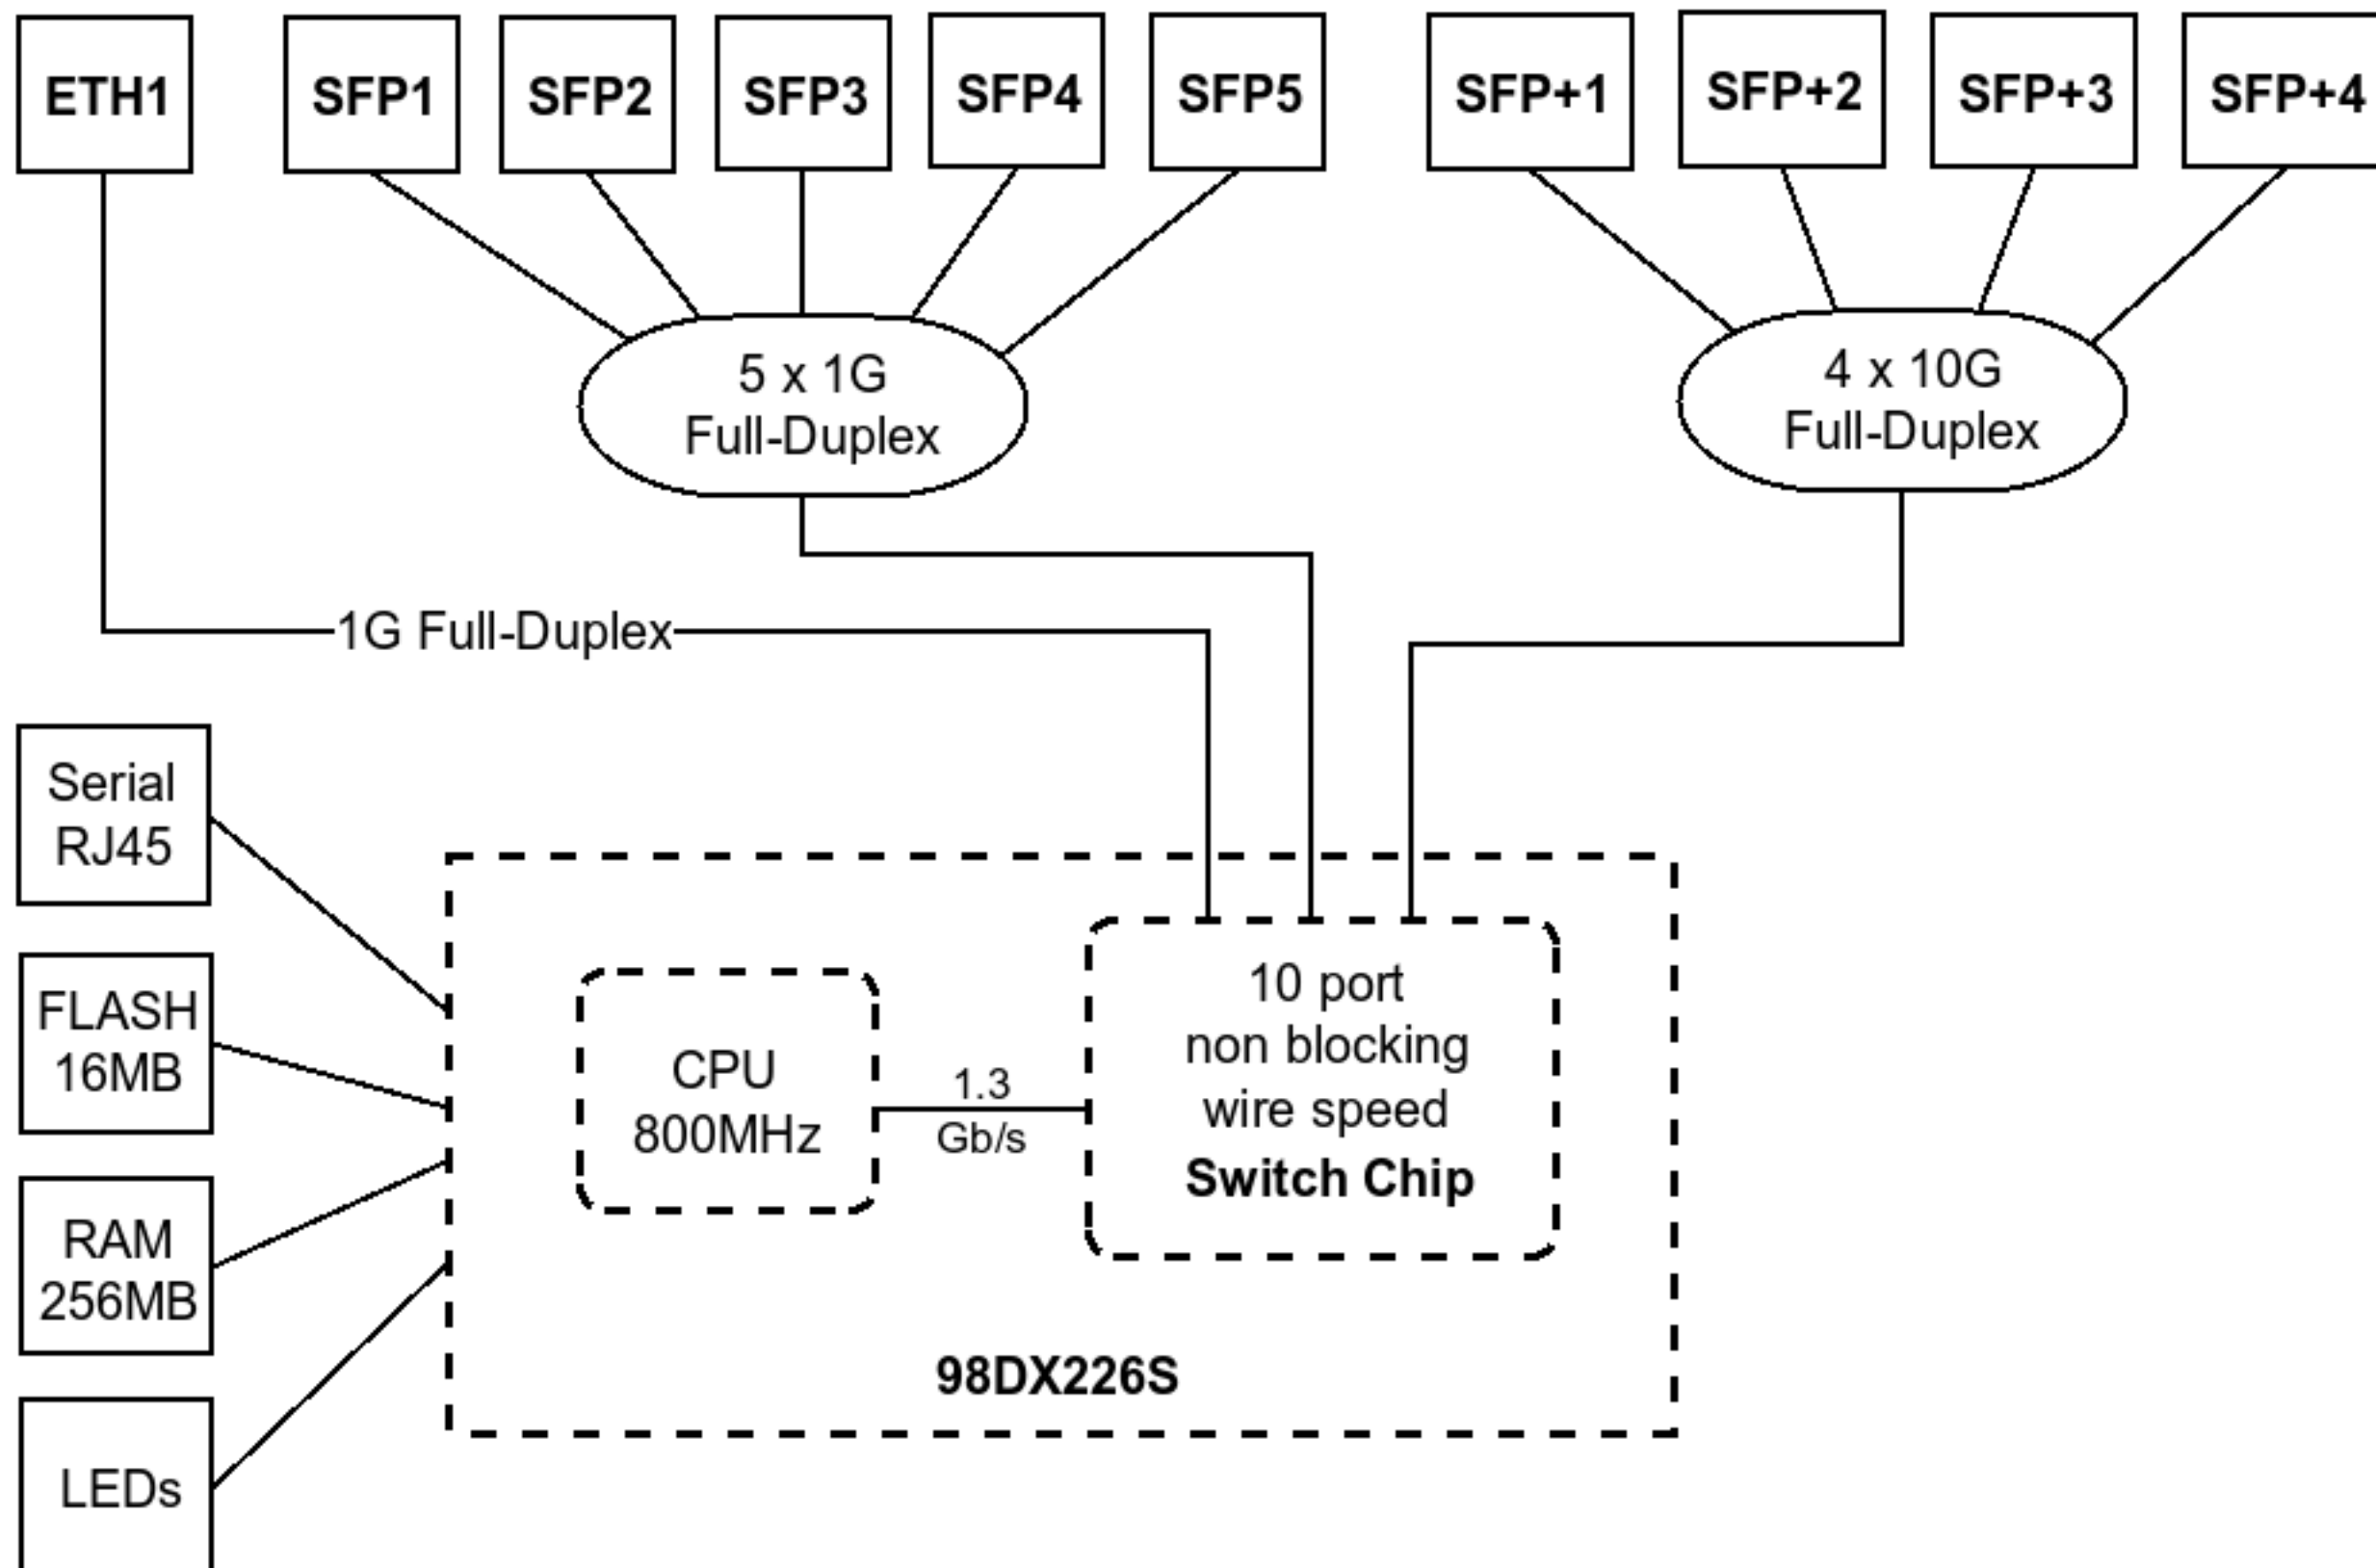 ETH1
SFP1
SFP2
SFP3
SFP4
SFP5
SFP+1
SFP+2
SFP+3
SFP+4
5 x 1G
Full-Duplex
4 x 10G
Full-Duplex
1G Full-Duplex
Serial
RJ45
FLASH
16MB
RAM
256MB
LEDs
CPU
800MHz
1.3
Gb/s
10 port
non blocking
wire speed
Switch Chip
98DX226S